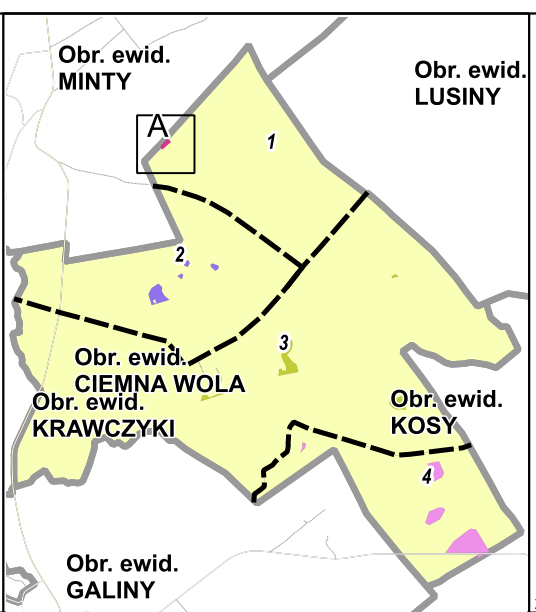 Obr. ewid.
MINTY
Obr. ewid.
LUSINY
A
1
2
3
Obr. ewid.
CIEMNA WOLA
Obr. ewid.
KRAWCZYKI
Obr. ewid.
KOSY
4
Obr. ewid.
GALINY